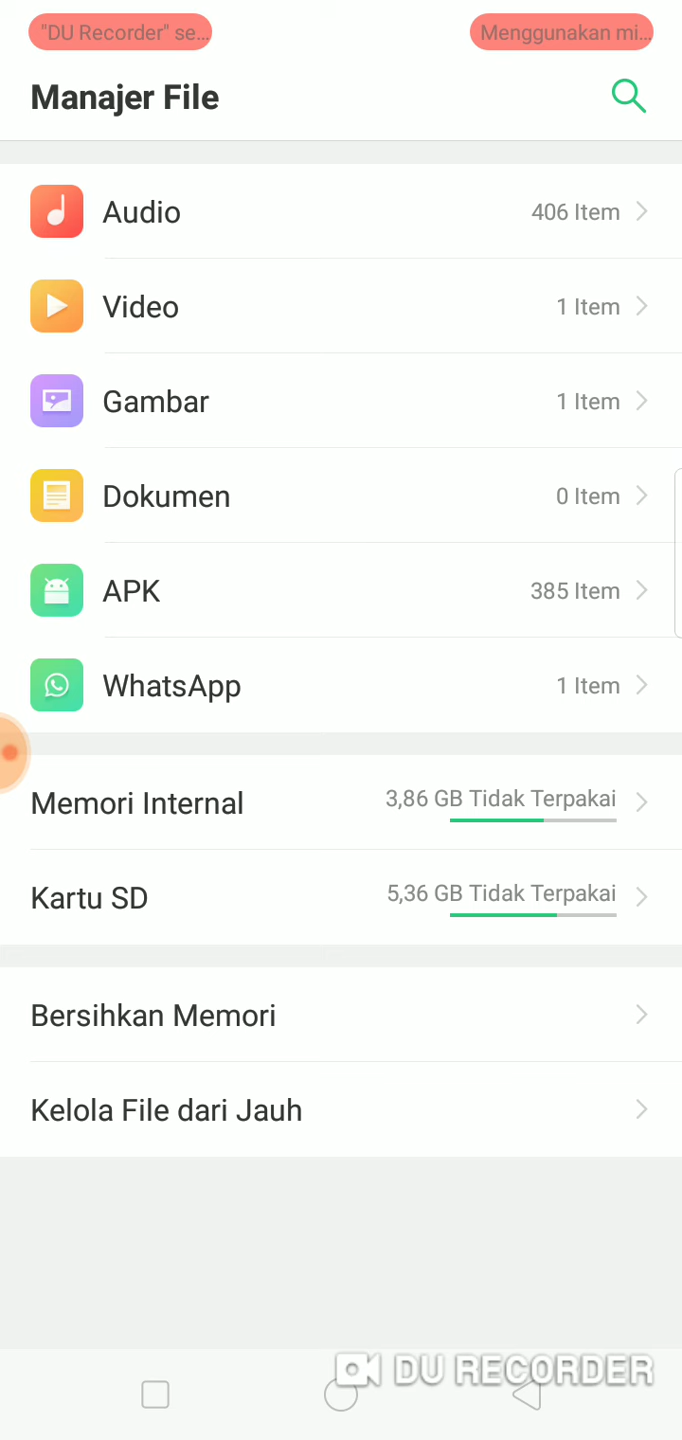 "DU Recorder" se... Menggunakan mi...
Manajer File
Audio 406 Item
Video 1 Item
Gambar 1 Item
Dokumen 0 Item
APK 385 Item
WhatsApp 1 Item
Memori Internal 3,86 GB Tidak Terpakai
Kartu SD 5,36 GB Tidak Terpakai
Bersihkan Memori
Kelola File dari Jauh
DU RECORDER